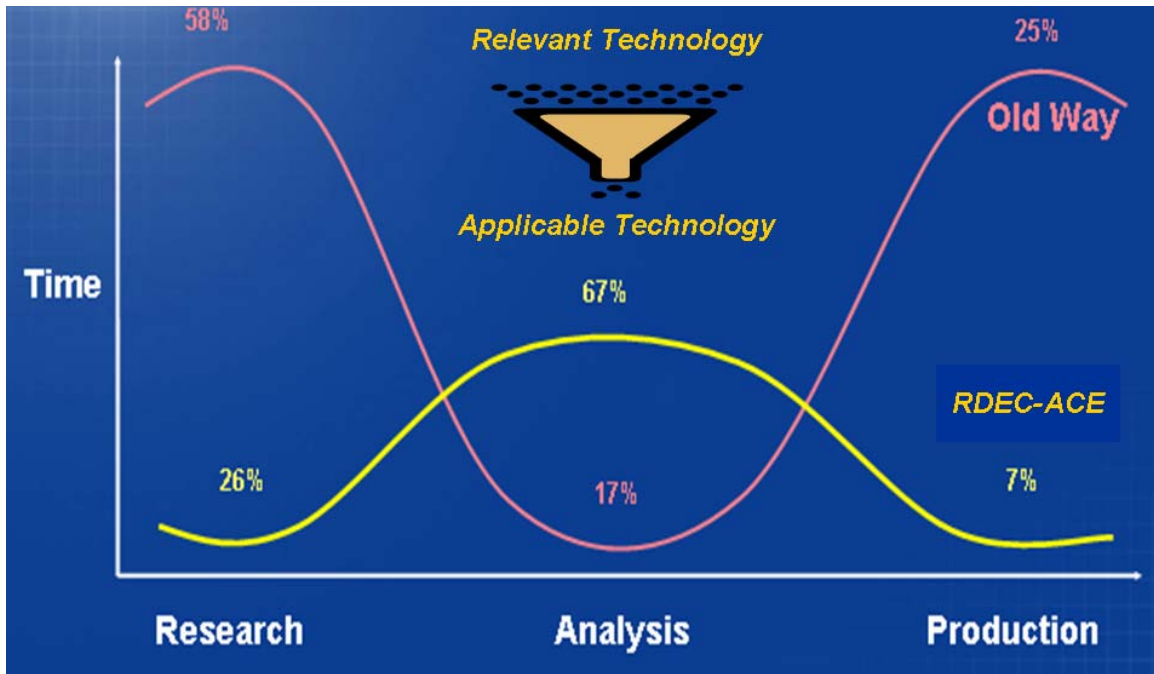 58%
Relevant Technology
25%
Old Way
Applicable Technology
Time
67%
RDEC-ACE
26%
17%
7%
Research
Analysis
Production